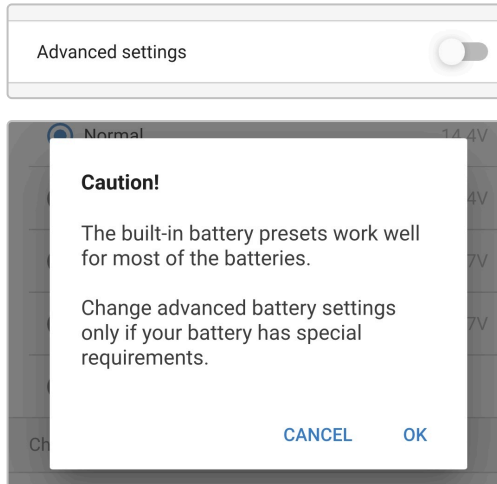 Advanced settings
Normal 14.4V
Caution!
4V
The built-in battery presets work well
for most of the batteries.
7V
Change advanced battery settings
7V
only if your battery has special
requirements.
CANCEL OK
Ch